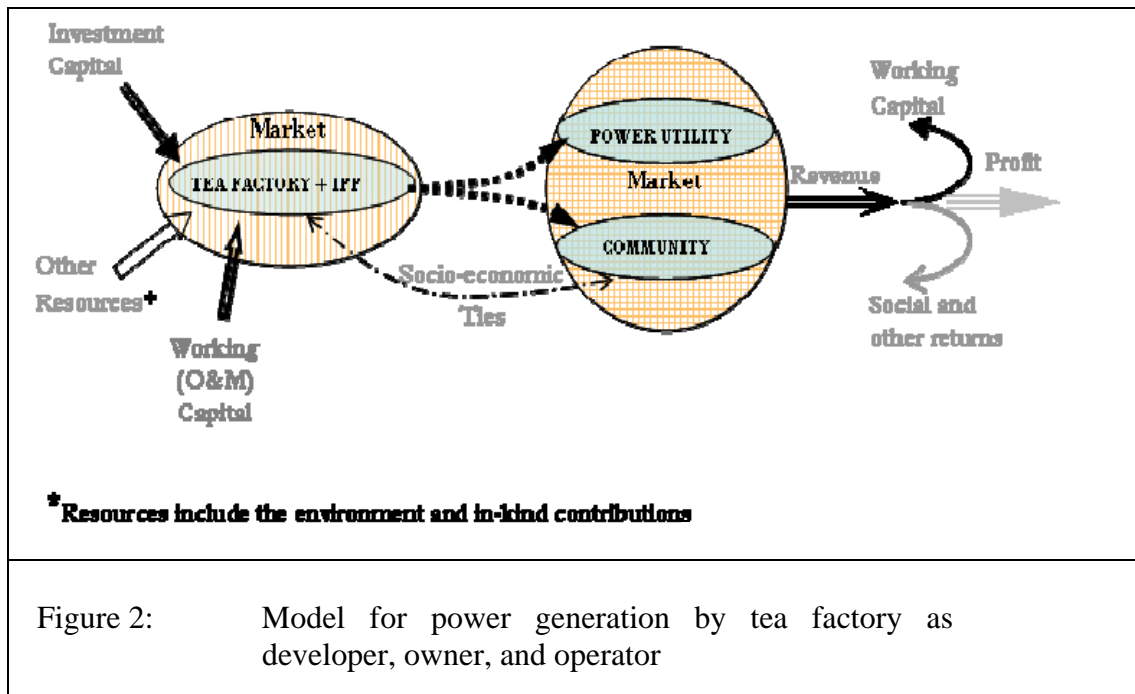 Investment
Capital
Market
TEA FACTORY + IPP
Other
Resources*
Working
(O&M)
Capital
Socio-economic
Ties
POWER UTILITY
Market
COMMUNITY
Revenue
Working
Capital
Profit
Social and
other returns
*Resources include the environment and in-kind contributions
Figure 2: Model for power generation by tea factory as
developer, owner, and operator